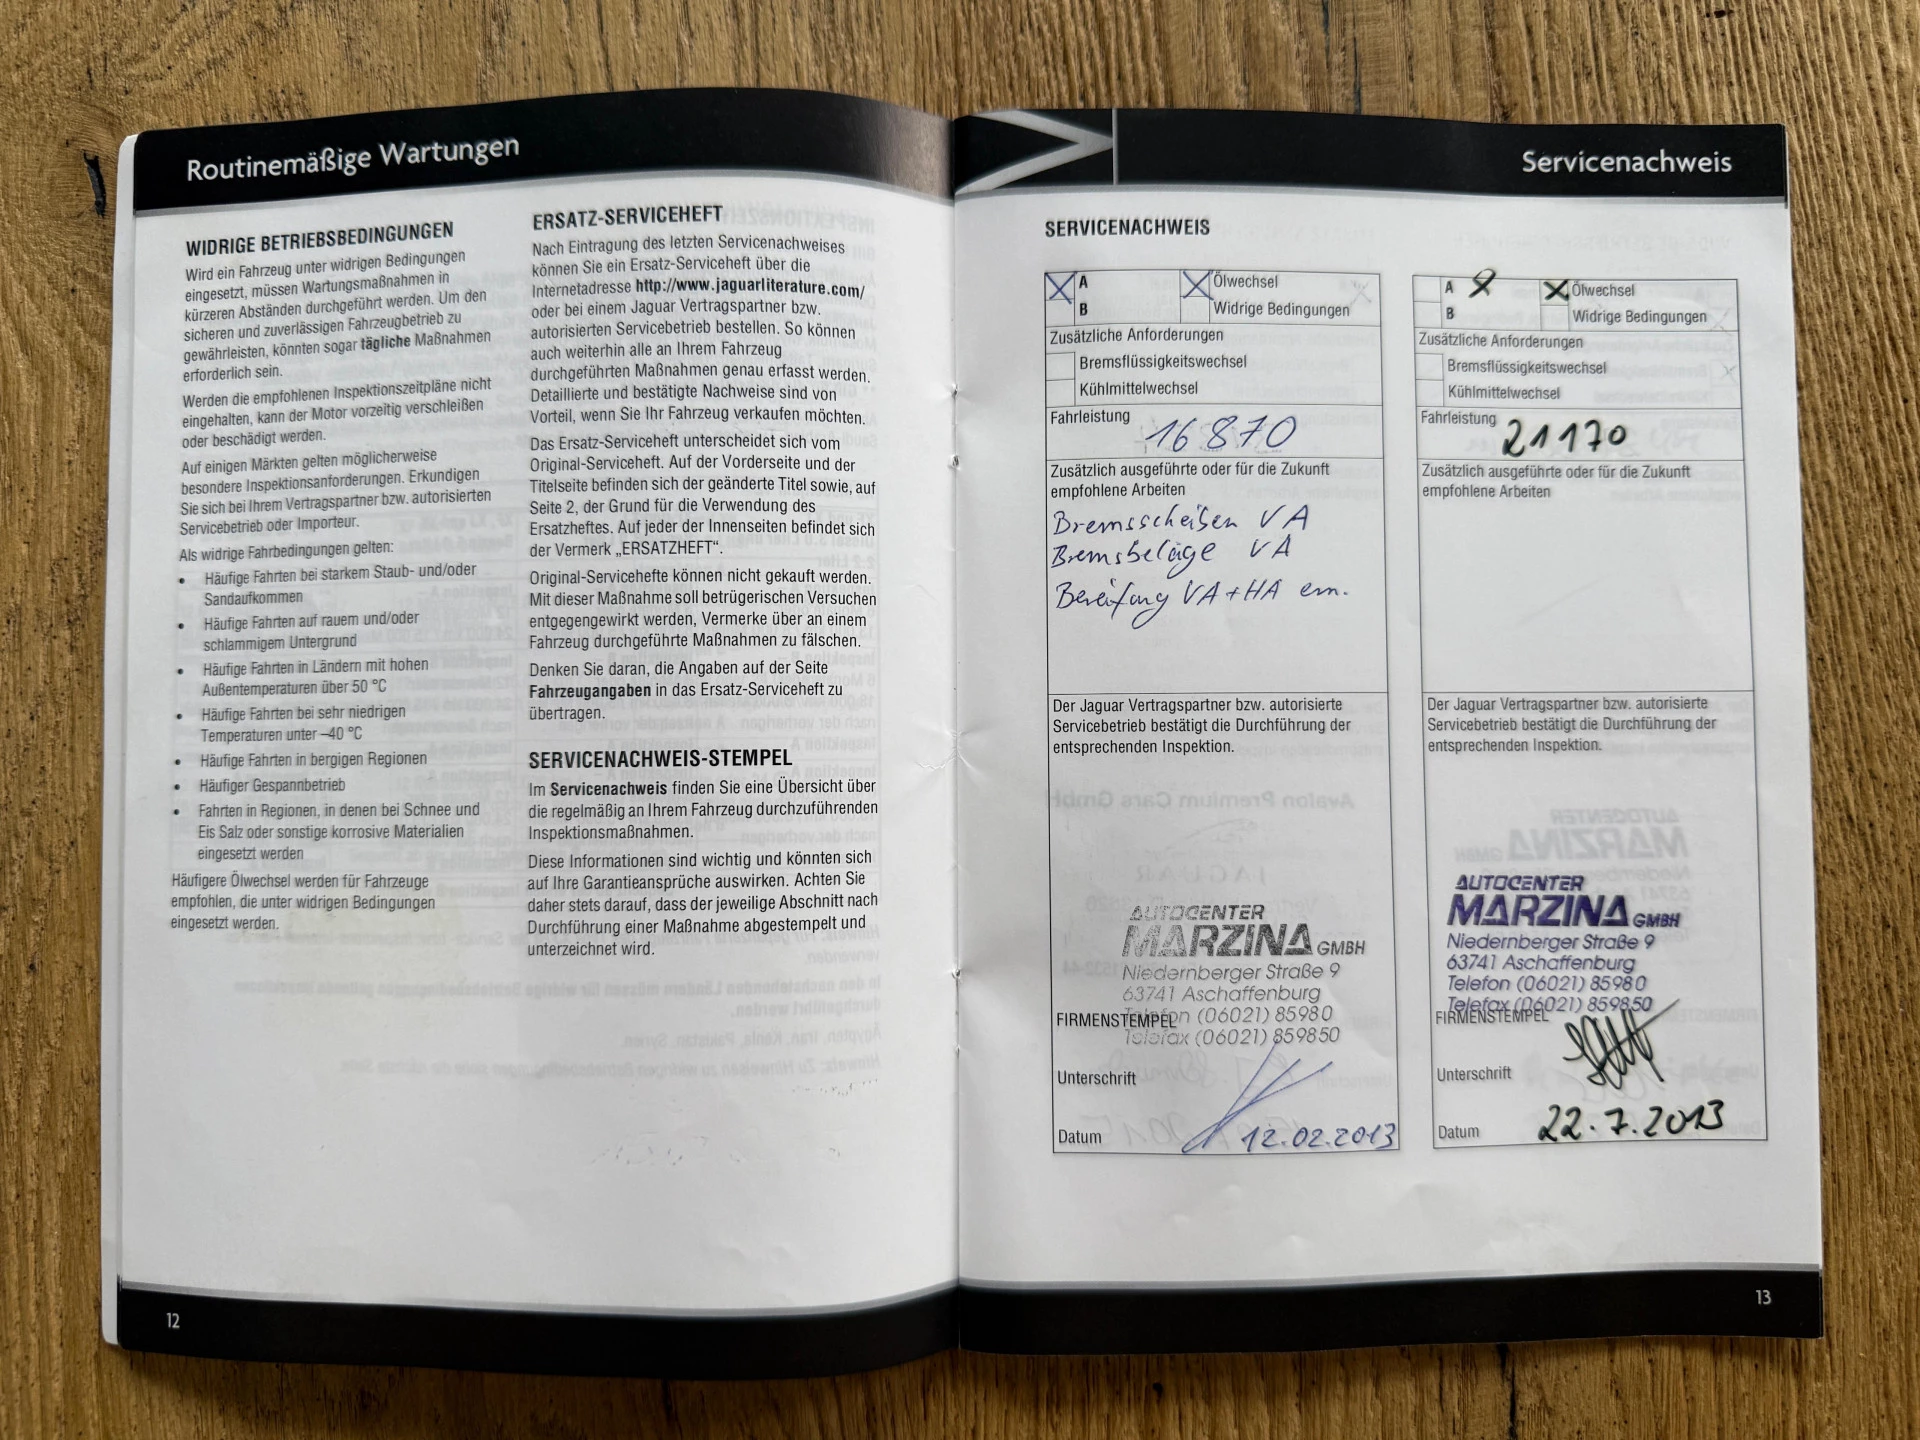 Routinemäßige Wartungen
WIDRIGE BETRIEBSBEDINGUNGEN
Wird ein Fahrzeug unter widrigen Bedingungen
eingesetzt, müssen Wartungsmaßnahmen in
kürzeren Abständen durchgeführt werden. Um den
sicheren und zuverlässigen Fahrzeugbetrieb zu
gewährleisten, könnten sogar tägliche Maßnahmen
erforderlich sein.
Werden die empfohlenen Inspektionszeitpläne nicht
eingehalten, kann der Motor vorzeitig verschleißen
oder beschädigt werden.
Auf einigen Märkten gelten möglicherweise
besondere Inspektionsanforderungen. Erkundigen
Sie sich bei Ihrem Vertragspartner bzw. autorisierten
Servicebetrieb oder Importeur.
Als widrige Fahrbedingungen gelten:
• Häufige Fahrten bei starkem Staub- und/oder
Sandaufkommen
• Häufige Fahrten auf rauem und/oder
schlammigem Untergrund
• Häufige Fahrten in Ländern mit hohen
Außentemperaturen über 50 °C
• Häufige Fahrten bei sehr niedrigen
Temperaturen unter –40 °C
• Häufige Fahrten in bergigen Regionen
• Häufiger Gespannbetrieb
• Fahrten in Regionen, in denen bei Schnee und
Eis Salz oder sonstige korrosive Materialien
eingesetzt werden
Häufigere Ölwechsel werden für Fahrzeuge
empfohlen, die unter widrigen Bedingungen
eingesetzt werden.
ERSATZ-SERVICEHEFT
Nach Eintragung des letzten Servicenachweises
können Sie ein Ersatz-Serviceheft über die
Internetadresse http://www.jaguarliterature.com/
oder bei einem Jaguar Vertragspartner bzw.
autorisierten Servicebetrieb bestellen. So können
auch weiterhin alle an Ihrem Fahrzeug
durchgeführten Maßnahmen genau erfasst werden.
Detaillierte und bestätigte Nachweise sind von
Vorteil, wenn Sie Ihr Fahrzeug verkaufen möchten.
Das Ersatz-Serviceheft unterscheidet sich vom
Original-Serviceheft. Auf der Vorderseite und der
Titelseite befinden sich der geänderte Titel sowie, auf
Seite 2, der Grund für die Verwendung des
Ersatzheftes. Auf jeder der Innenseiten befindet sich
der Vermerk „ERSATZHEFT“.
Original-Servicehefte können nicht gekauft werden.
Mit dieser Maßnahme soll betrügerischen Versuchen
entgegengewirkt werden, Vermerke über an einem
Fahrzeug durchgeführte Maßnahmen zu fälschen.
Denken Sie daran, die Angaben auf der Seite
Fahrzeugangaben in das Ersatz-Serviceheft zu
übertragen.
SERVICENACHWEIS-STEMPEL
Im Servicenachweis finden Sie eine Übersicht über
die regelmäßig an Ihrem Fahrzeug durchzuführenden
Inspektionsmaßnahmen.
Diese Informationen sind wichtig und könnten sich
auf Ihre Garantieansprüche auswirken. Achten Sie
daher stets darauf, dass der jeweilige Abschnitt nach
Durchführung einer Maßnahme abgestempelt und
unterzeichnet wird.
12
Servicenachweis
SERVICENACHWEIS
A Ölwechsel
B Widrige Bedingungen
Zusätzliche Anforderungen
Bremsflüssigkeitswechsel
Kühlmittelwechsel
Fahrleistung
16870
Zusätzlich ausgeführte oder für die Zukunft
empfohlene Arbeiten
Bremsscheiben VA
Bremsbeläge VA
Bereifung VA+HA ern.
Der Jaguar Vertragspartner bzw. autorisierte
Servicebetrieb bestätigt die Durchführung der
entsprechenden Inspektion.
AUTOCENTER
MARZINA GMBH
Niedernberger Straße 9
63741 Aschaffenburg
Telefon (06021) 85980
FIRMENSTEMPEL
Telefax (06021) 859850
Unterschrift
Datum 12.02.2013
A Ölwechsel
B Widrige Bedingungen
Zusätzliche Anforderungen
Bremsflüssigkeitswechsel
Kühlmittelwechsel
Fahrleistung
21170
Zusätzlich ausgeführte oder für die Zukunft
empfohlene Arbeiten
Der Jaguar Vertragspartner bzw. autorisierte
Servicebetrieb bestätigt die Durchführung der
entsprechenden Inspektion.
AUTOCENTER
MARZINA GMBH
Niedernberger Straße 9
63741 Aschaffenburg
Telefon (06021) 85980
Telefax (06021) 859850
FIRMENSTEMPEL
Unterschrift
Datum 22.7.2013
13